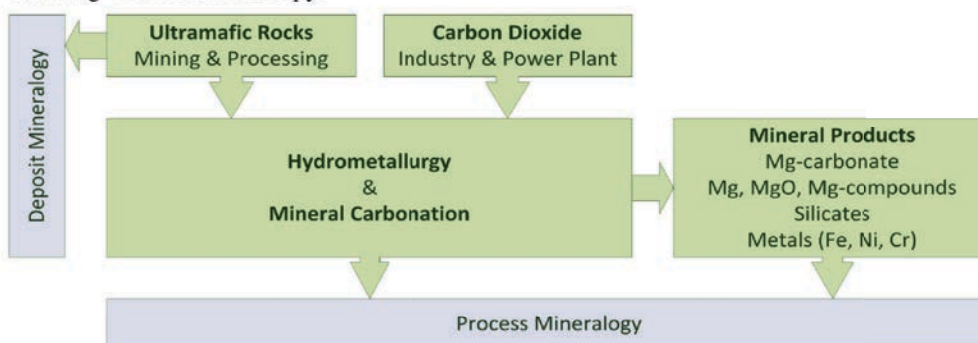 Ultramafic Rocks
Mining & Processing
Carbon Dioxide
Industry & Power Plant
Deposit Mineralogy
Hydrometallurgy
&
Mineral Carbonation
Mineral Products
Mg-carbonate
Mg, MgO, Mg-compounds
Silicates
Metals (Fe, Ni, Cr)
Process Mineralogy